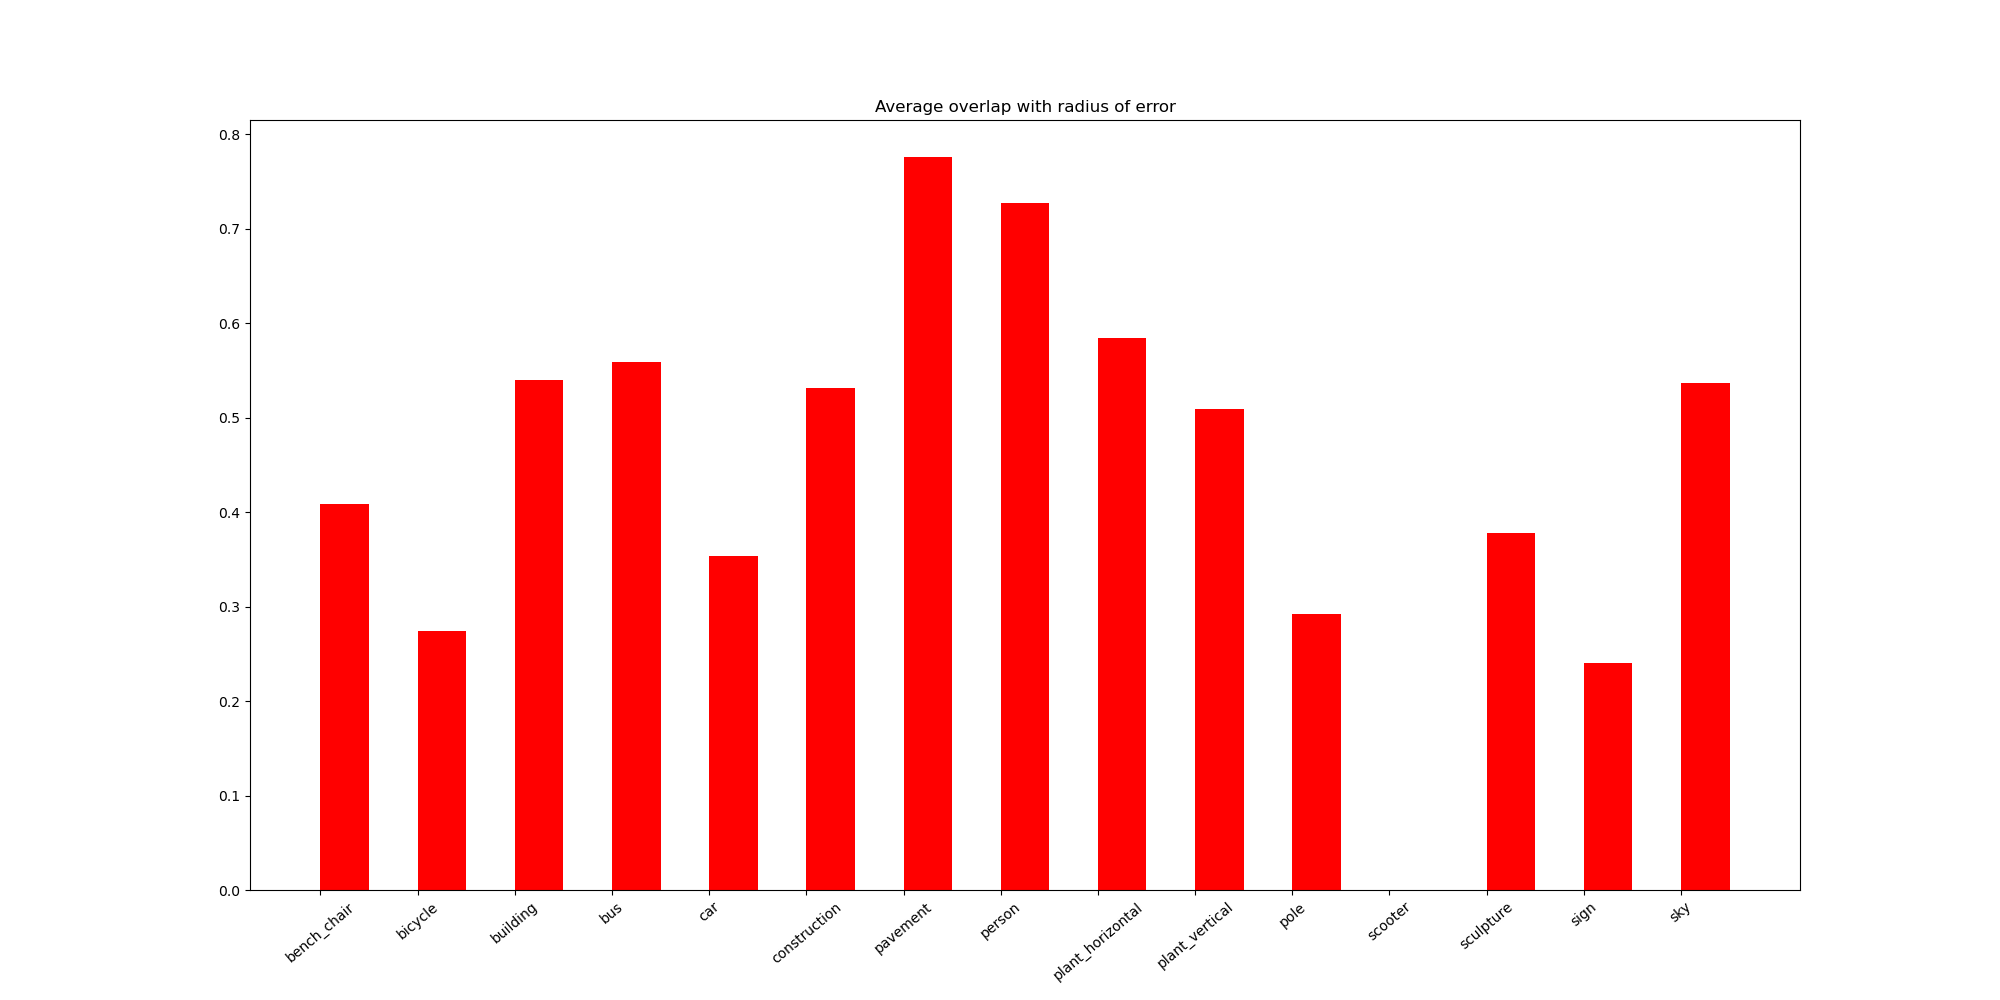 Average overlap with radius of error
0.8
0.7
0.6
0.5
0.4
0.3
0.2
0.1
0.0
bench_chair
bicycle
building
bus
car
construction
pavement
person
plant_horizontal
plant_vertical
pole
scooter
sculpture
sign
sky